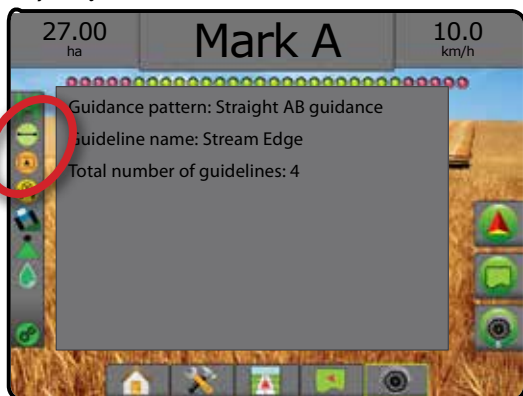 27.00
ha
Mark A
10.0
km/h
Guidance pattern: Straight AB guidance
Guideline name: Stream Edge
Total number of guidelines: 4